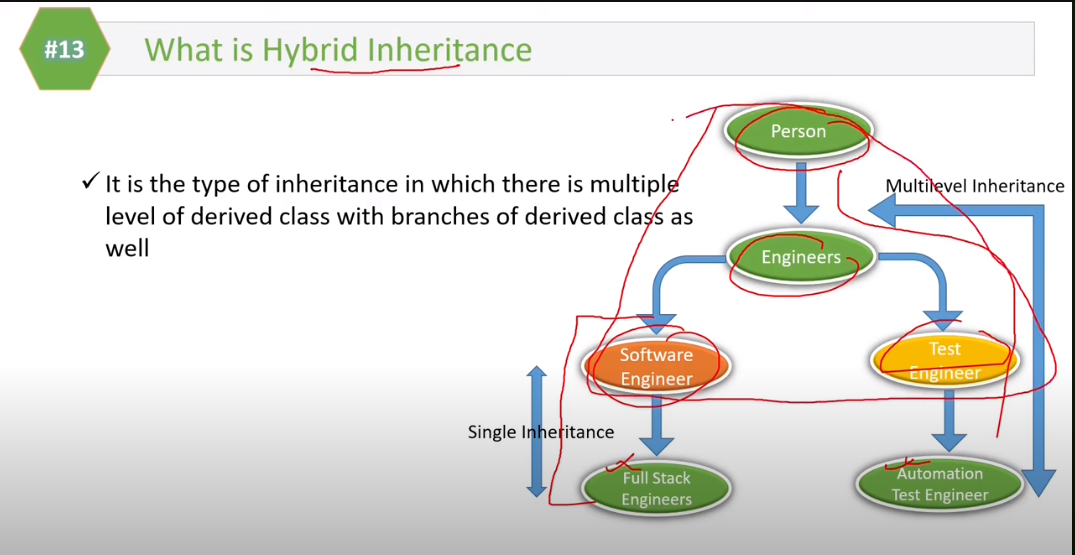 #13
What is Hybrid Inheritance
✓ It is the type of inheritance in which there is multiple
level of derived class with branches of derived class as
well
Person
Multilevel Inheritance
Engineers
Software
Engineer
Test
Engineer
Single Inheritance
Full Stack
Engineers
Automation
Test Engineer